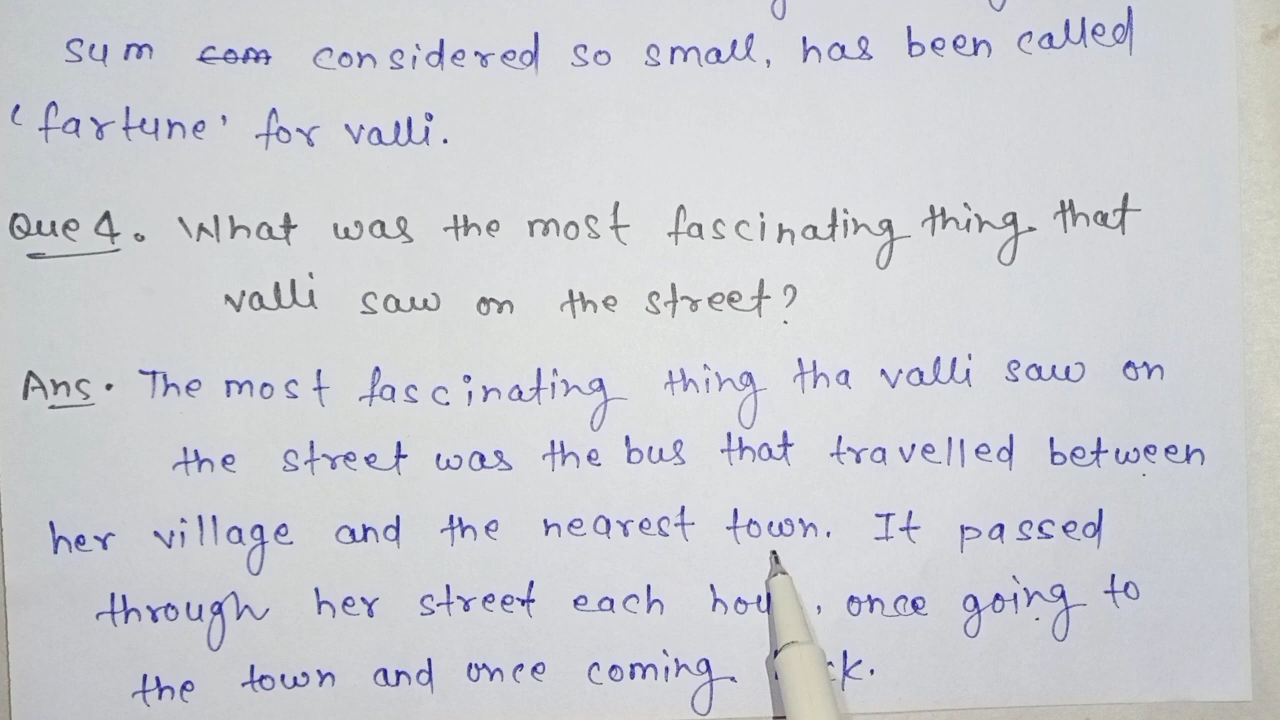 sum com considered so small, has been called
'fartune' for valli.
Que 4. What was the most fascinating thing that
valli saw on the street?
Ans. The most fascinating thing tha valli saw on
the street was the bus that travelled between
her village and the nearest town. It passed
through her street each , once going to
the town and once coming.